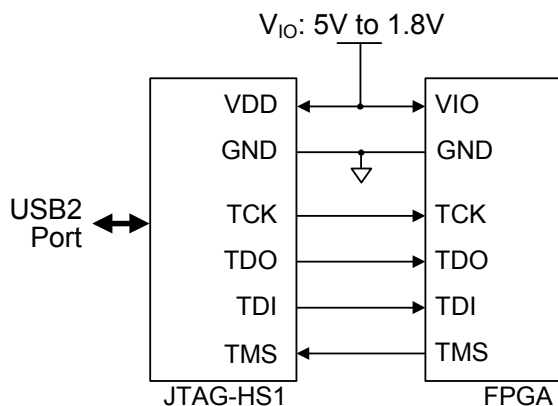 VIO: 5V to 1.8V
VDD VIO
GND GND
USB2
Port
TCK TCK
TDO TDO
TDI TDI
TMS TMS
JTAG-HS1 FPGA